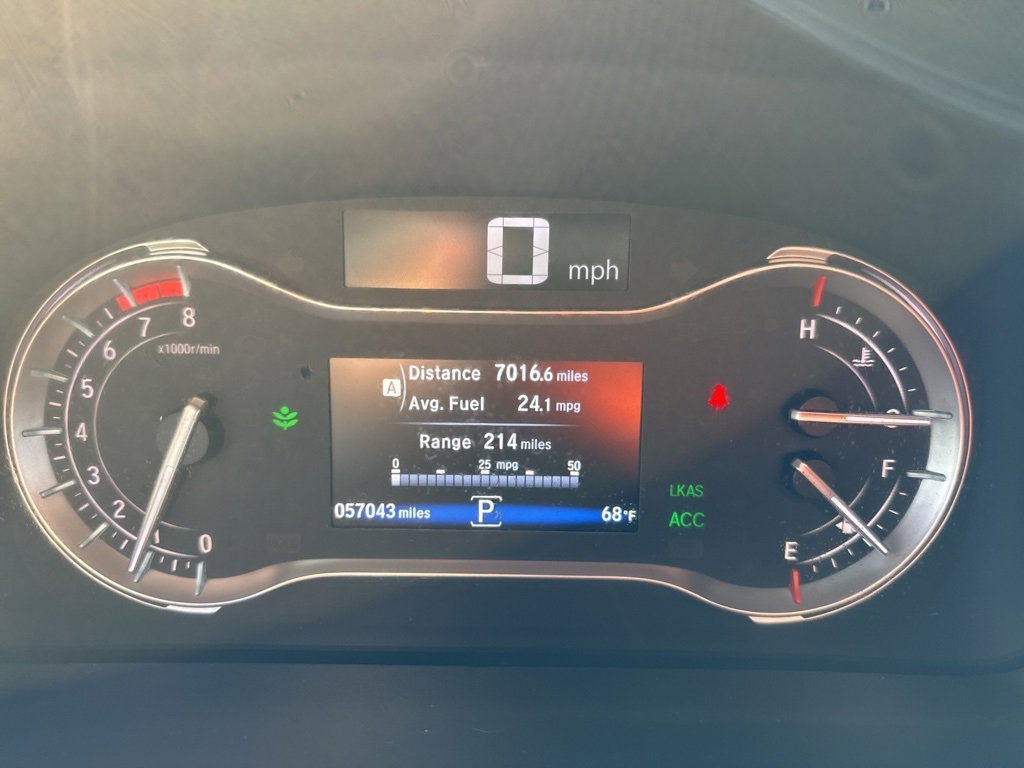 0 mph
8
7
6
x1000r/min
5
4
3
2
1
0
A
Distance 7016.6 miles
Avg. Fuel 24.1 mpg
Range 214 miles
0 25 mpg 50
057043 miles P 68°F
LKAS
ACC
H
C
F
E